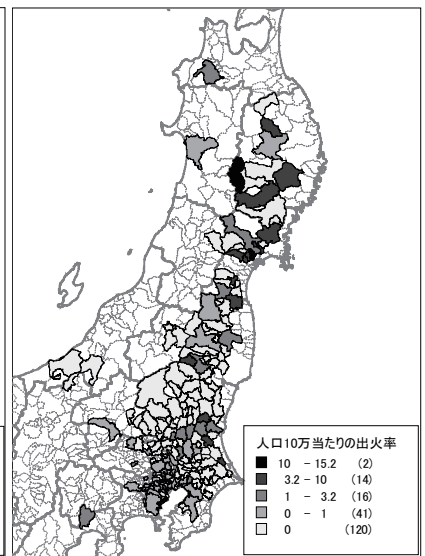 人口10万当たりの出火率
10 - 15.2 (2)
3.2 - 10 (14)
1 - 3.2 (16)
0 - 1 (41)
0 (120)